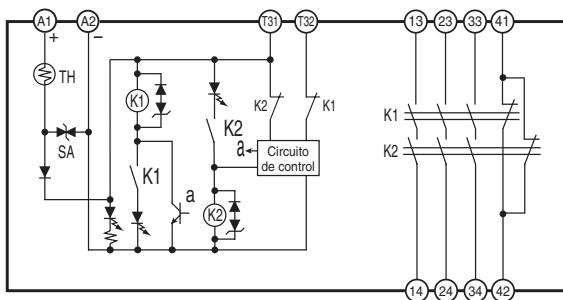 A1 A2 T31 T32 13 23 33 41
+ −
TH
K1
K2 K1
K1
K2
a
Circuito
de control
SA
K2
K1
a
K2
14 24 34 42